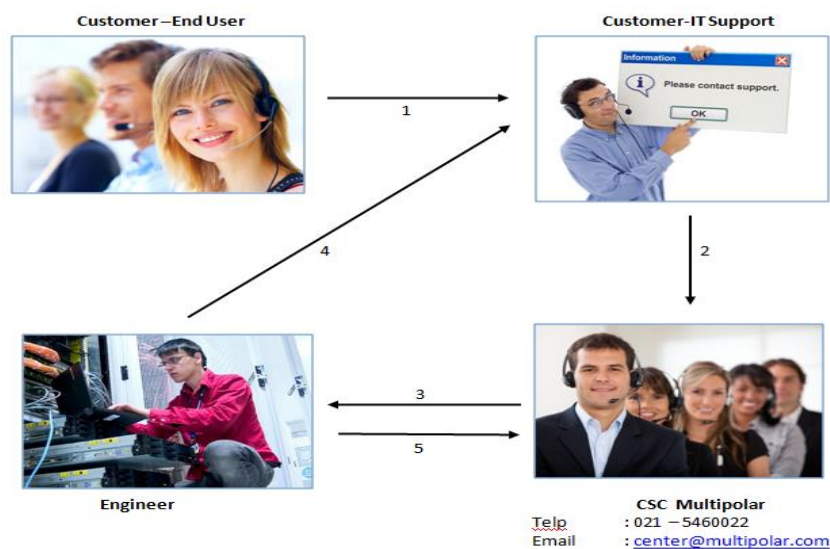 Customer–End User
Customer-IT Support
Information
Please contact support.
OK
1
4
2
3
5
Engineer
CSC Multipolar
Telp : 021 – 5460022
Email : center@multipolar.com